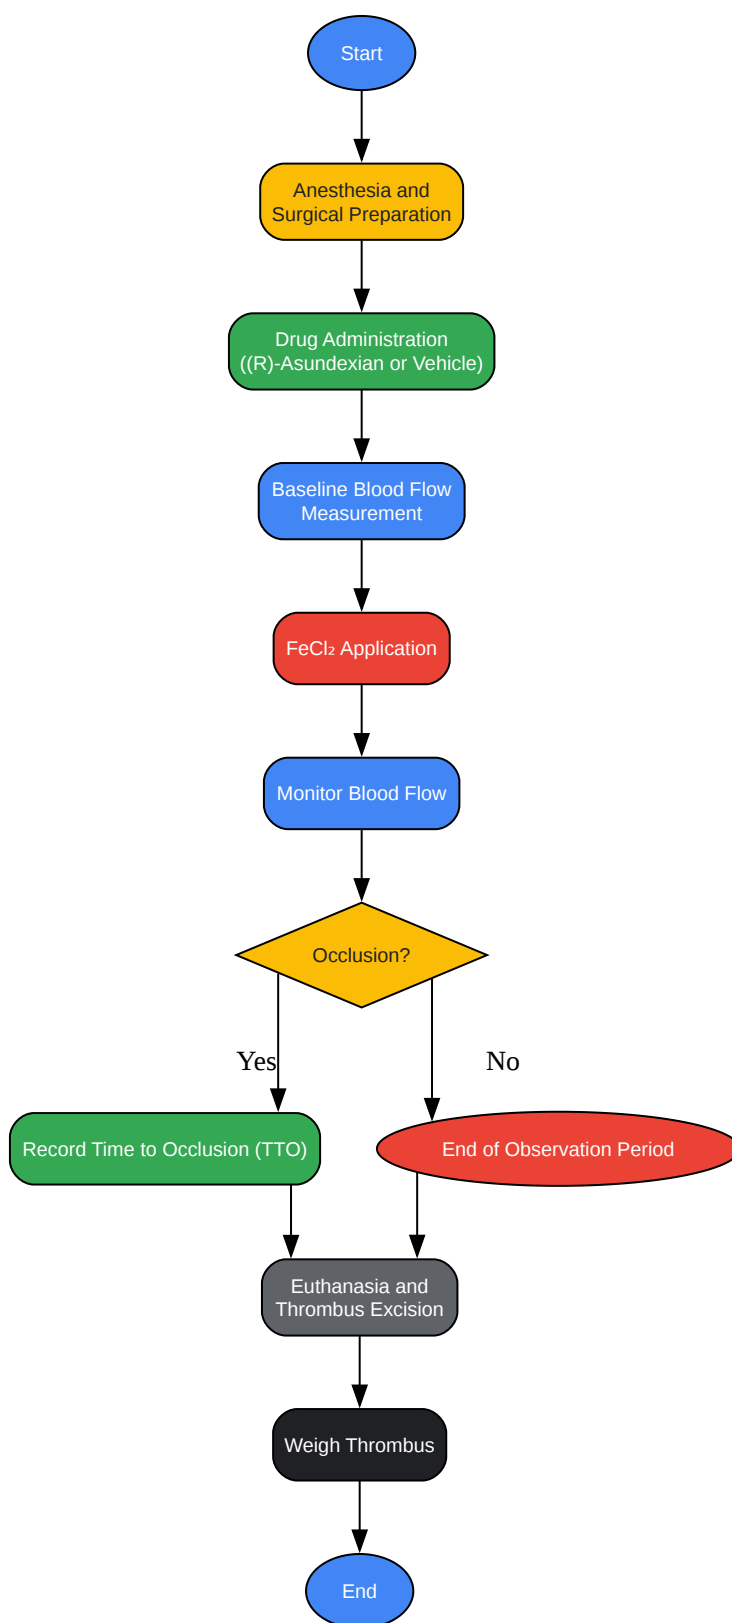 Start
Anesthesia and
Surgical Preparation
Drug Administration
((R)-Asundexian or Vehicle)
Baseline Blood Flow
Measurement
FeCl₂ Application
Monitor Blood Flow
Occlusion?
Yes
No
Record Time to Occlusion (TTO)
End of Observation Period
Euthanasia and
Thrombus Excision
Weigh Thrombus
End